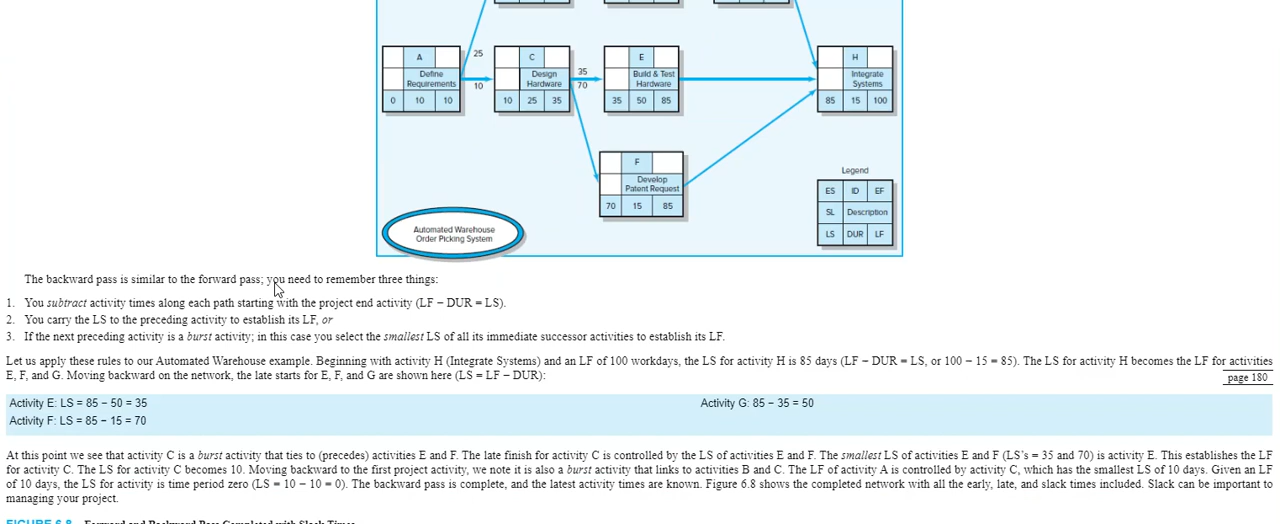 A
Define
Requirements
0 10 10
25
10
C
Design
Hardware
10 25 35
35
70
E
Build & Test
Hardware
35 50 85
H
Integrate
Systems
85 15 100
F
Develop
Patent Request
70 15 85
Legend
ES ID EF
SL Description
LS DUR LF
Automated Warehouse
Order Picking System
The backward pass is similar to the forward pass; you need to remember three things:
1. You subtract activity times along each path starting with the project end activity (LF − DUR = LS).
2. You carry the LS to the preceding activity to establish its LF, or
3. If the next preceding activity is a burst activity; in this case you select the smallest LS of all its immediate successor activities to establish its LF.
Let us apply these rules to our Automated Warehouse example. Beginning with activity H (Integrate Systems) and an LF of 100 workdays, the LS for activity H is 85 days (LF − DUR = LS, or 100 − 15 = 85). The LS for activity H becomes the LF for activities
E, F, and G. Moving backward on the network, the late starts for E, F, and G are shown here (LS = LF − DUR):
page 180
Activity E: LS = 85 − 50 = 35
Activity G: 85 − 35 = 50
Activity F: LS = 85 − 15 = 70
At this point we see that activity C is a burst activity that ties to (precedes) activities E and F. The late finish for activity C is controlled by the LS of activities E and F. The smallest LS of activities E and F (LS's = 35 and 70) is activity E. This establishes the LF
for activity C. The LS for activity C becomes 10. Moving backward to the first project activity, we note it is also a burst activity that links to activities B and C. The LF of activity A is controlled by activity C, which has the smallest LS of 10 days. Given an LF
of 10 days, the LS for activity is time period zero (LS = 10 − 10 = 0). The backward pass is complete, and the latest activity times are known. Figure 6.8 shows the completed network with all the early, late, and slack times included. Slack can be important to
managing your project.
FIGURE 6.8 Forward and Backward Pass Completed with Slack Times